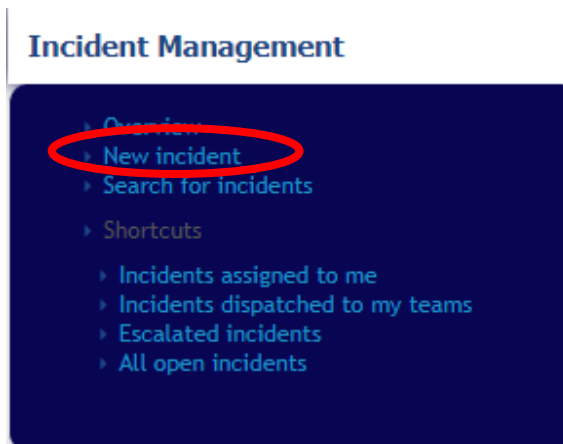 Incident Management
Overview
New incident
Search for incidents
Shortcuts
Incidents assigned to me
Incidents dispatched to my teams
Escalated incidents
All open incidents